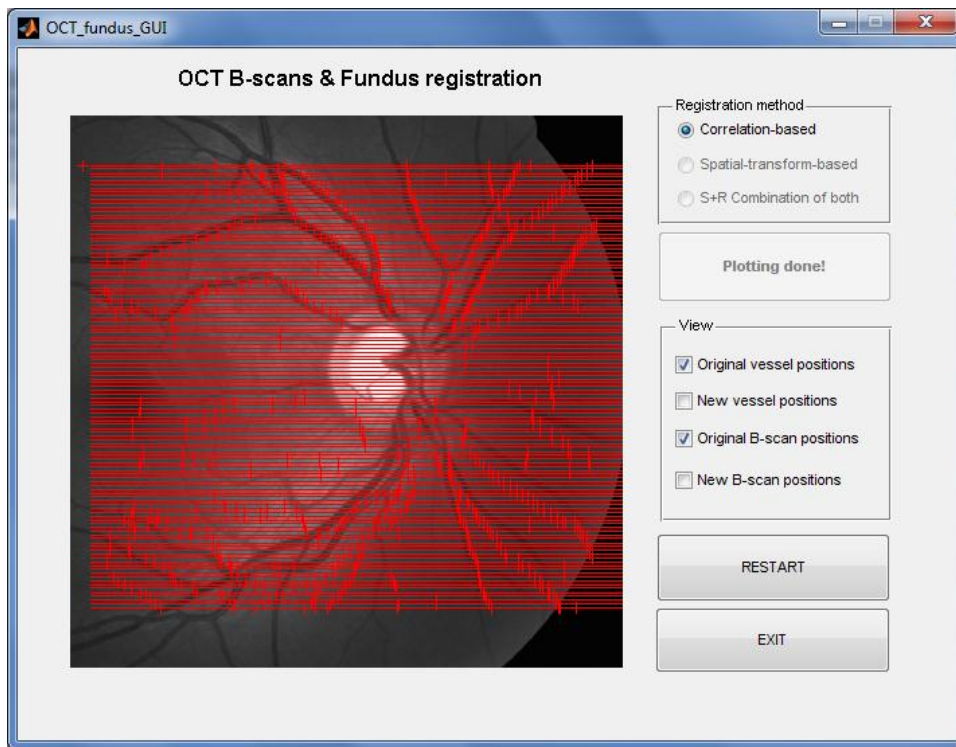 OCT_fundus_GUI
OCT B-scans & Fundus registration
Registration method
Correlation-based
Spatial-transform-based
S+R Combination of both
Plotting done!
View
Original vessel positions
New vessel positions
Original B-scan positions
New B-scan positions
RESTART
EXIT